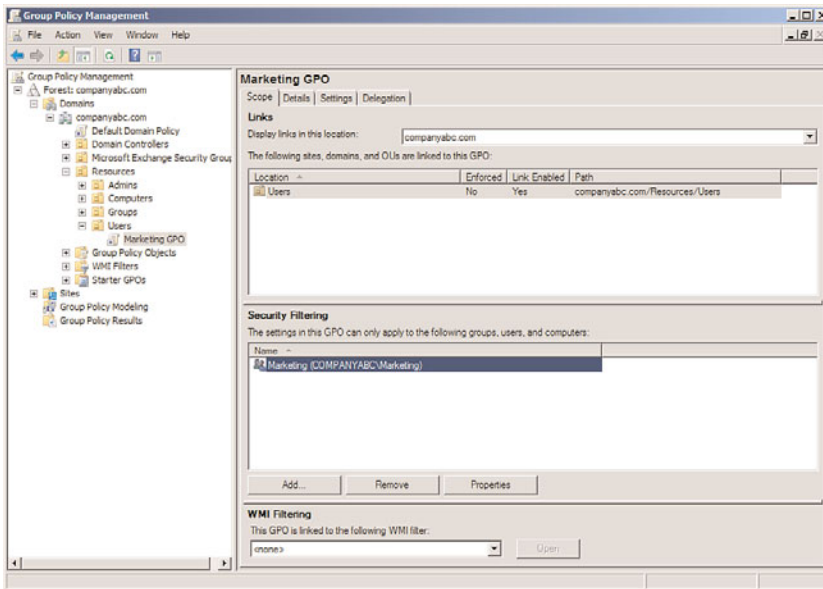 Group Policy Management
File Action View Window Help
Group Policy Management
Forest: companyabc.com
Domains
companyabc.com
Default Domain Policy
Domain Controllers
Microsoft Exchange Security Grou
Resources
Admins
Computers
Groups
Users
Marketing GPO
Group Policy Objects
WMI Filters
Starter GPOs
Sites
Group Policy Modeling
Group Policy Results
Marketing GPO
Scope Details Settings Delegation
Links
Display links in this location: companyabc.com
The following sites, domains, and OUs are linked to this GPO:
Location Enforced Link Enabled Path
Users No Yes companyabc.com/Resources/Users
Security Filtering
The settings in this GPO can only apply to the following groups, users, and computers:
Name
Marketing (COMPANYABC\Marketing)
Add... Remove Properties
WMI Filtering
This GPO is linked to the following WMI filter:
<none> Open